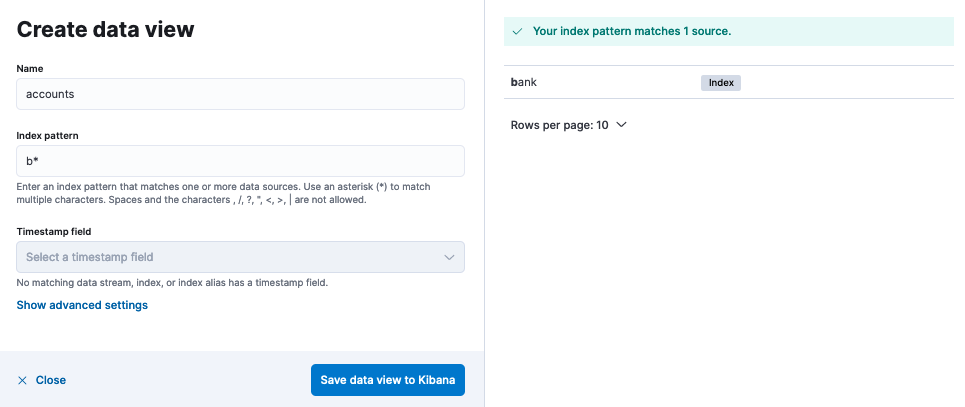 Create data view
Name
accounts
Index pattern
b*
Enter an index pattern that matches one or more data sources. Use an asterisk (*) to match
multiple characters. Spaces and the characters , /, ?, ", <, >, | are not allowed.
Timestamp field
Select a timestamp field
No matching data stream, index, or index alias has a timestamp field.
Show advanced settings
Close
Save data view to Kibana
Your index pattern matches 1 source.
bank Index
Rows per page: 10